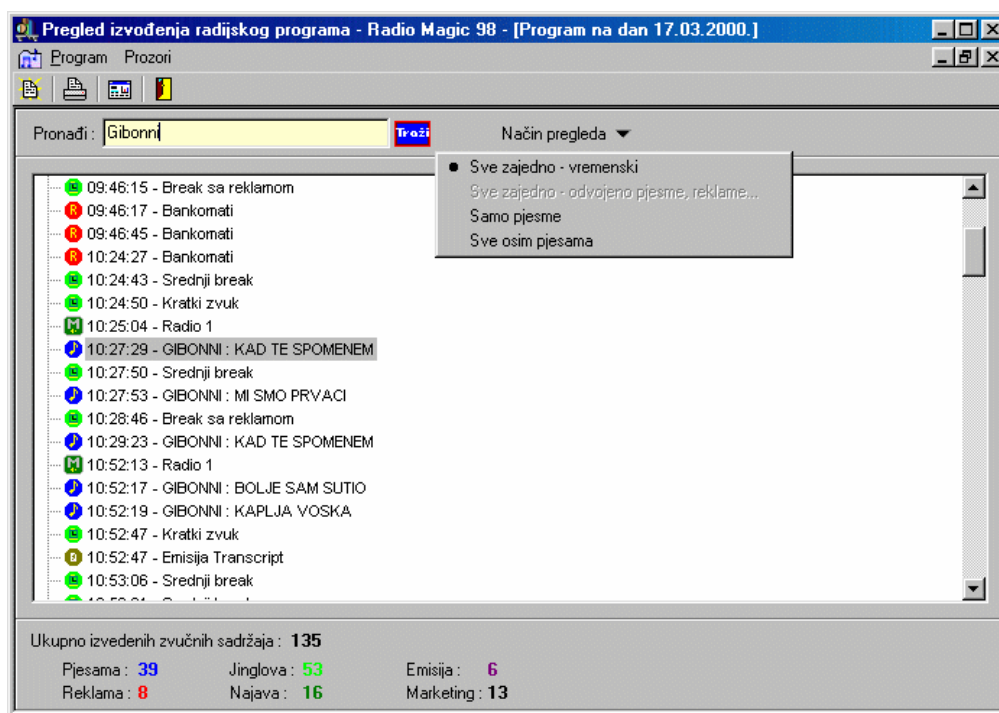 Pregled izvođenja radijskog programa - Radio Magic 98 - [Program na dan 17.03.2000.]
Program Prozori
Pronađi : Gibonni Traži Način pregleda
Sve zajedno - vremenski
Sve zajedno - odvojeno pjesme, reklame...
Samo pjesme
Sve osim pjesama
09:46:15 - Break sa reklamom
R 09:46:17 - Bankomati
R 09:46:45 - Bankomati
R 10:24:27 - Bankomati
10:24:43 - Srednji break
10:24:50 - Kratki zvuk
M 10:25:04 - Radio 1
10:27:29 - GIBONNI : KAD TE SPOMENEM
10:27:50 - Srednji break
10:27:53 - GIBONNI : MI SMO PRVACI
10:28:46 - Break sa reklamom
10:29:23 - GIBONNI : KAD TE SPOMENEM
M 10:52:13 - Radio 1
10:52:17 - GIBONNI : BOLJE SAM SUTIO
10:52:19 - GIBONNI : KAPLJA VOSKA
10:52:47 - Kratki zvuk
10:52:47 - Emisija Transcript
10:53:06 - Srednji break
Ukupno izvedenih zvučnih sadržaja : 135
Pjesama : 39 Jinglova : 53 Emisija : 6
Reklama : 8 Najava : 16 Marketing : 13